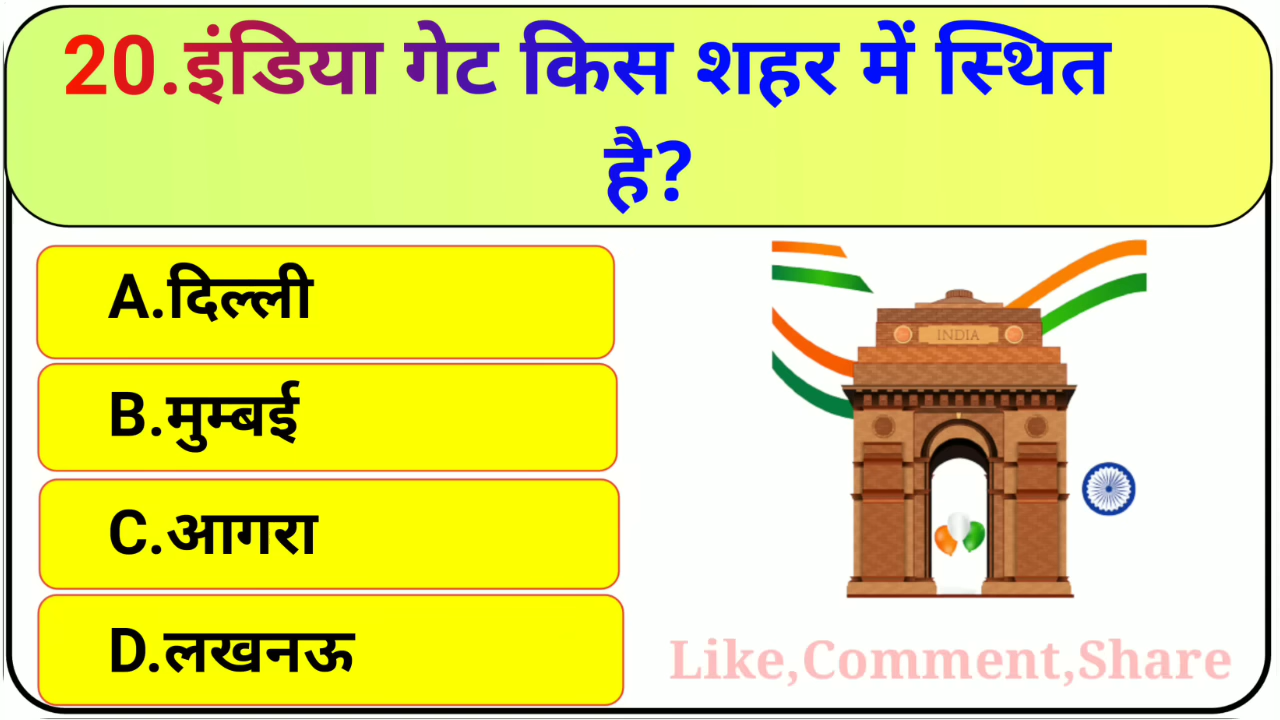 20.इंडिया गेट किस शहर में स्थित
है?
A.दिल्ली
B.मुम्बई
C.आगरा
D.लखनऊ
INDIA
Like,Comment,Share